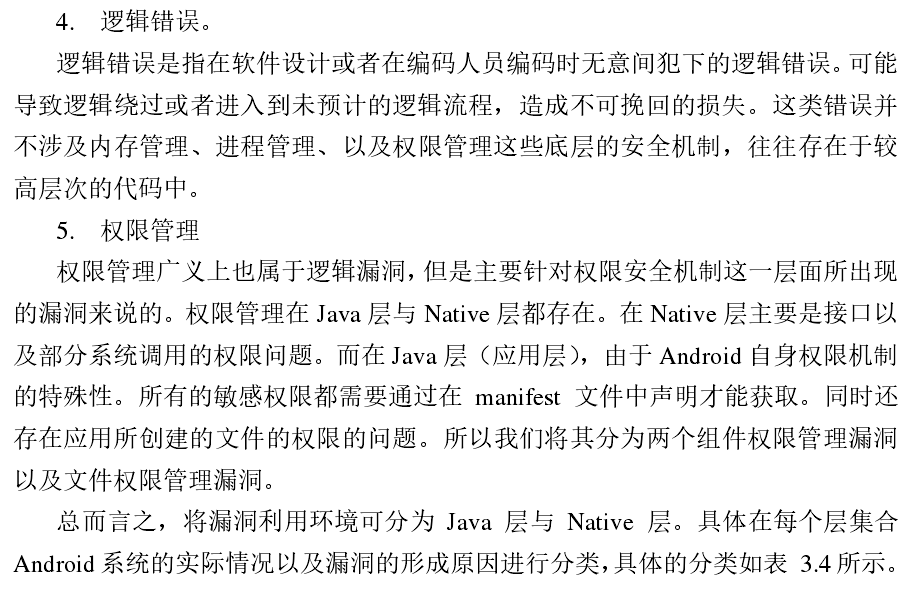 4. 逻辑错误。
逻辑错误是指在软件设计或者在编码人员编码时无意间犯下的逻辑错误。可能
导致逻辑绕过或者进入到未预计的逻辑流程，造成不可挽回的损失。这类错误并
不涉及内存管理、进程管理、以及权限管理这些底层的安全机制，往往存在于较
高层次的代码中。
5. 权限管理
权限管理广义上也属于逻辑漏洞，但是主要针对权限安全机制这一层面所出现
的漏洞来说的。权限管理在 Java 层与 Native 层都存在。在 Native 层主要是接口以
及部分系统调用的权限问题。而在 Java 层（应用层），由于 Android 自身权限机制
的特殊性。所有的敏感权限都需要通过在 manifest 文件中声明才能获取。同时还
存在应用所创建的文件的权限的问题。所以我们将其分为两个组件权限管理漏洞
以及文件权限管理漏洞。
总而言之，将漏洞利用环境可分为 Java 层与 Native 层。具体在每个层集合
Android 系统的实际情况以及漏洞的形成原因进行分类，具体的分类如表 3.4 所示。